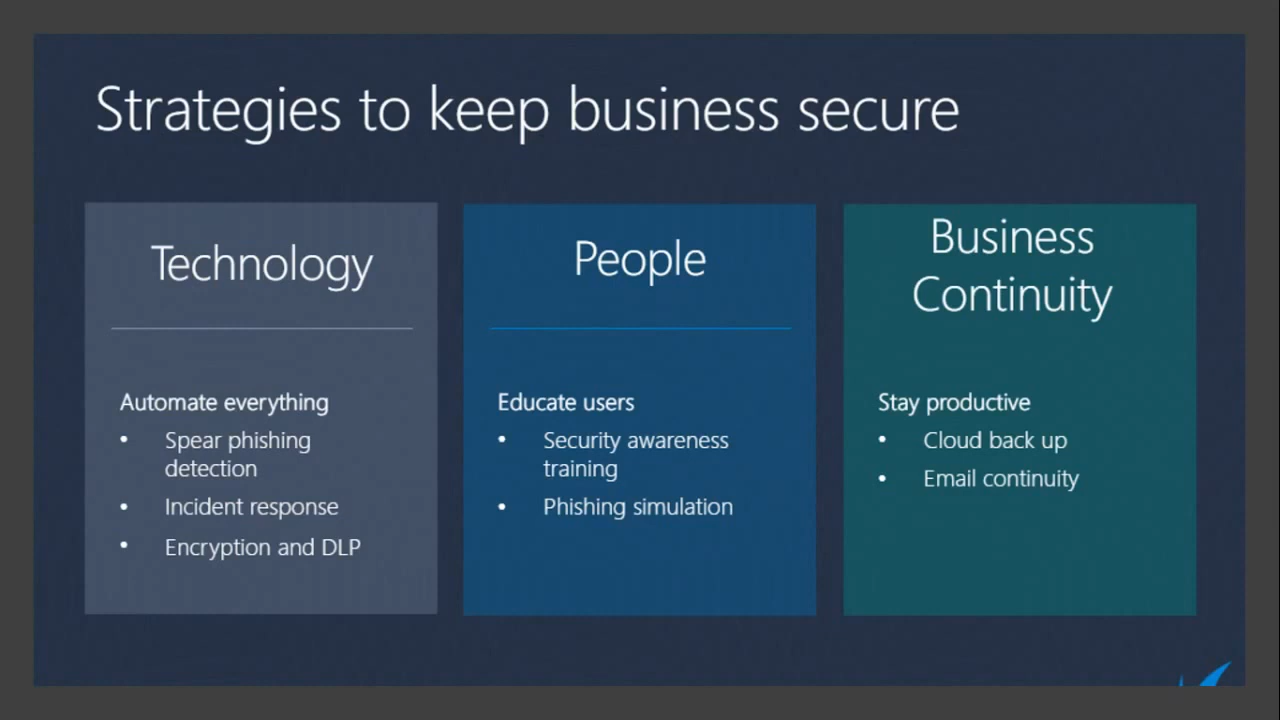 Strategies to keep business secure
Technology
Automate everything
• Spear phishing
detection
• Incident response
• Encryption and DLP
People
Educate users
• Security awareness
training
• Phishing simulation
Business
Continuity
Stay productive
• Cloud back up
• Email continuity